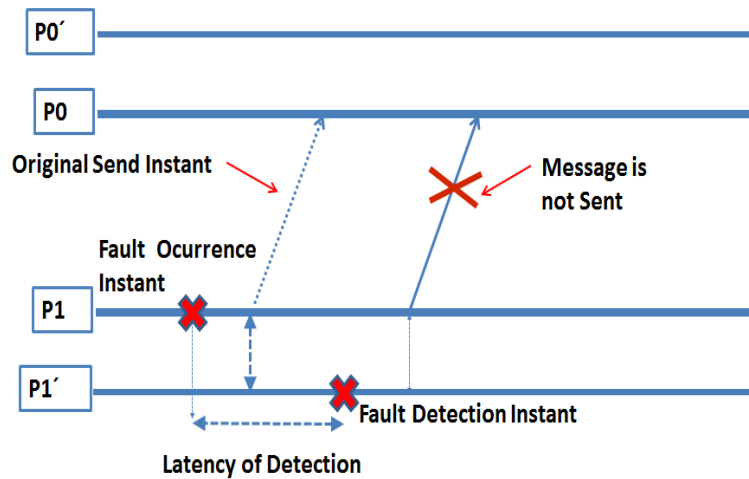 P0´
P0
Original Send Instant
Message is
not Sent
Fault Ocurrence
Instant
P1
P1´
Fault Detection Instant
Latency of Detection